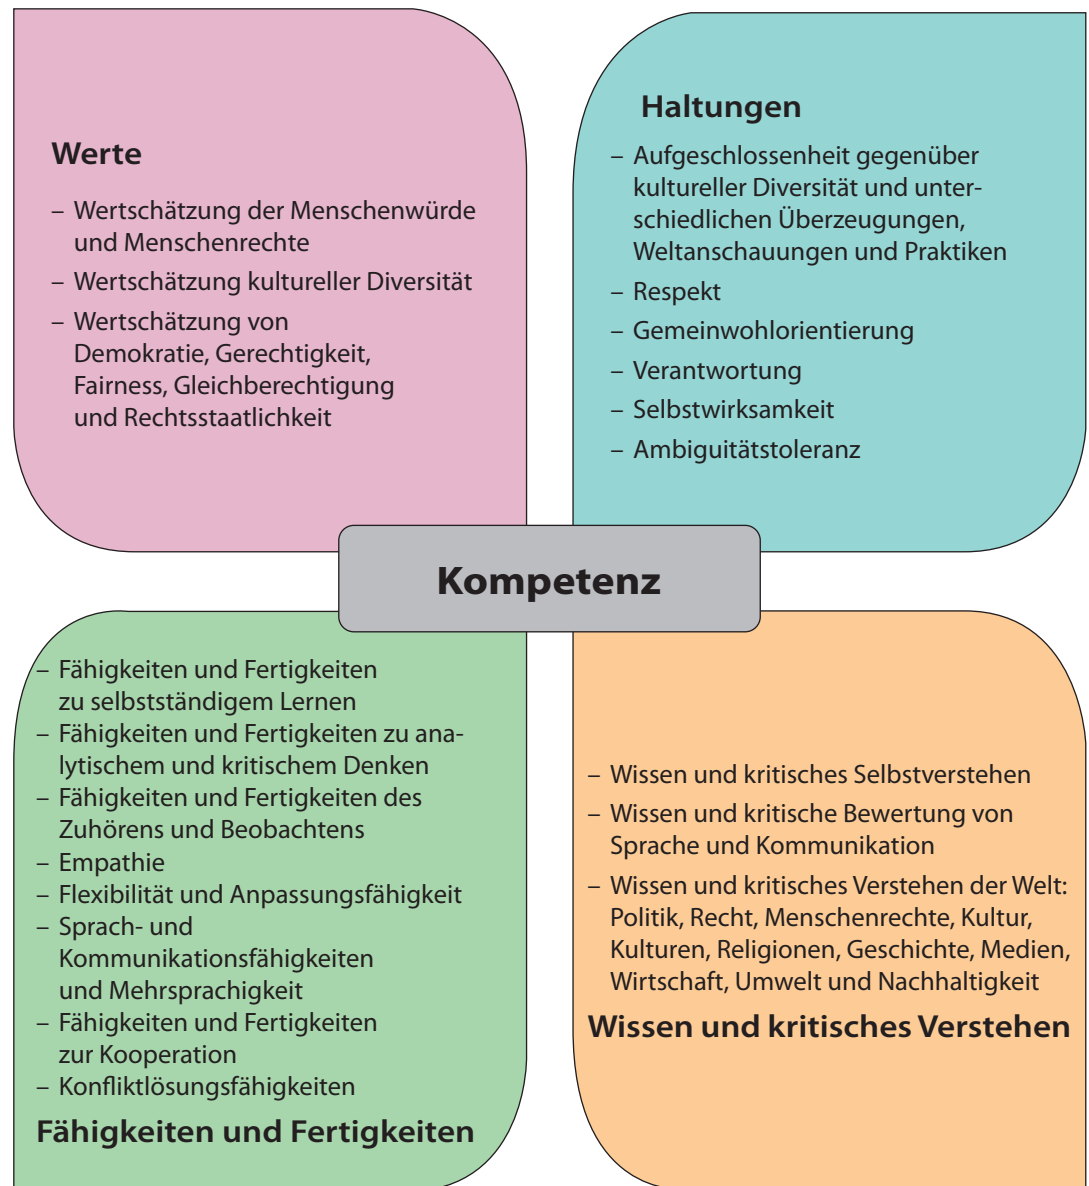 Werte
– Wertschätzung der Menschenwürde
und Menschenrechte
– Wertschätzung kultureller Diversität
– Wertschätzung von
Demokratie, Gerechtigkeit,
Fairness, Gleichberechtigung
und Rechtsstaatlichkeit
Haltungen
– Aufgeschlossenheit gegenüber
kultureller Diversität und unter-
schiedlichen Überzeugungen,
Weltanschauungen und Praktiken
– Respekt
– Gemeinwohlorientierung
– Verantwortung
– Selbstwirksamkeit
– Ambiguitätstoleranz
Kompetenz
– Fähigkeiten und Fertigkeiten
zu selbstständigem Lernen
– Fähigkeiten und Fertigkeiten zu ana-
lytischem und kritischem Denken
– Fähigkeiten und Fertigkeiten des
Zuhörens und Beobachtens
– Empathie
– Flexibilität und Anpassungsfähigkeit
– Sprach- und
Kommunikationsfähigkeiten
und Mehrsprachigkeit
– Fähigkeiten und Fertigkeiten
zur Kooperation
– Konfliktlösungsfähigkeiten
Fähigkeiten und Fertigkeiten
– Wissen und kritisches Selbstverstehen
– Wissen und kritische Bewertung von
Sprache und Kommunikation
– Wissen und kritisches Verstehen der Welt:
Politik, Recht, Menschenrechte, Kultur,
Kulturen, Religionen, Geschichte, Medien,
Wirtschaft, Umwelt und Nachhaltigkeit
Wissen und kritisches Verstehen